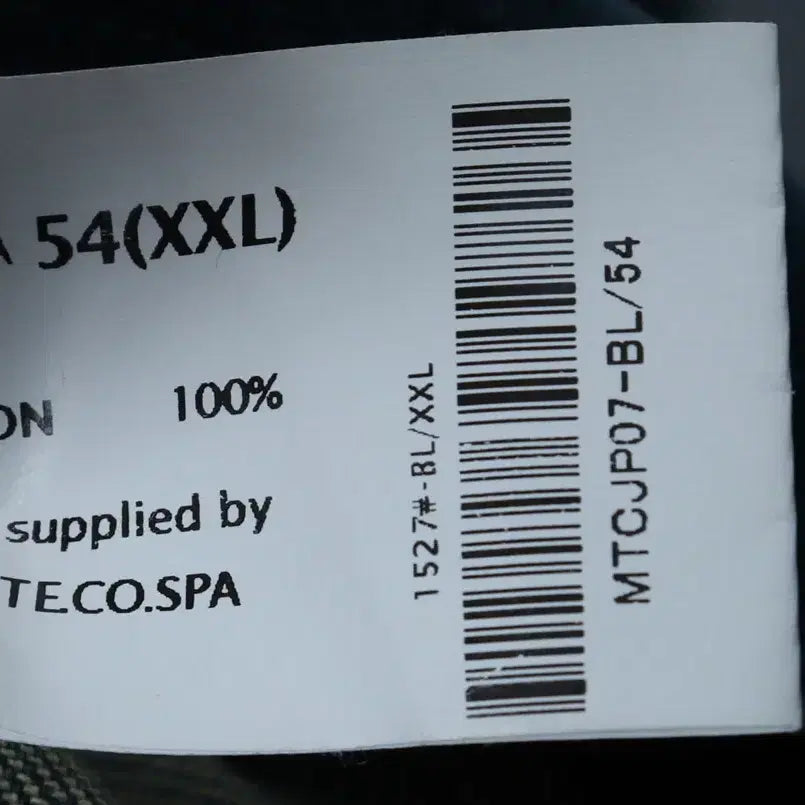 54(XXL)
ON 100%
supplied by
TE.CO.SPA
1527#-BL/XXL
MTCJP07-BL/54